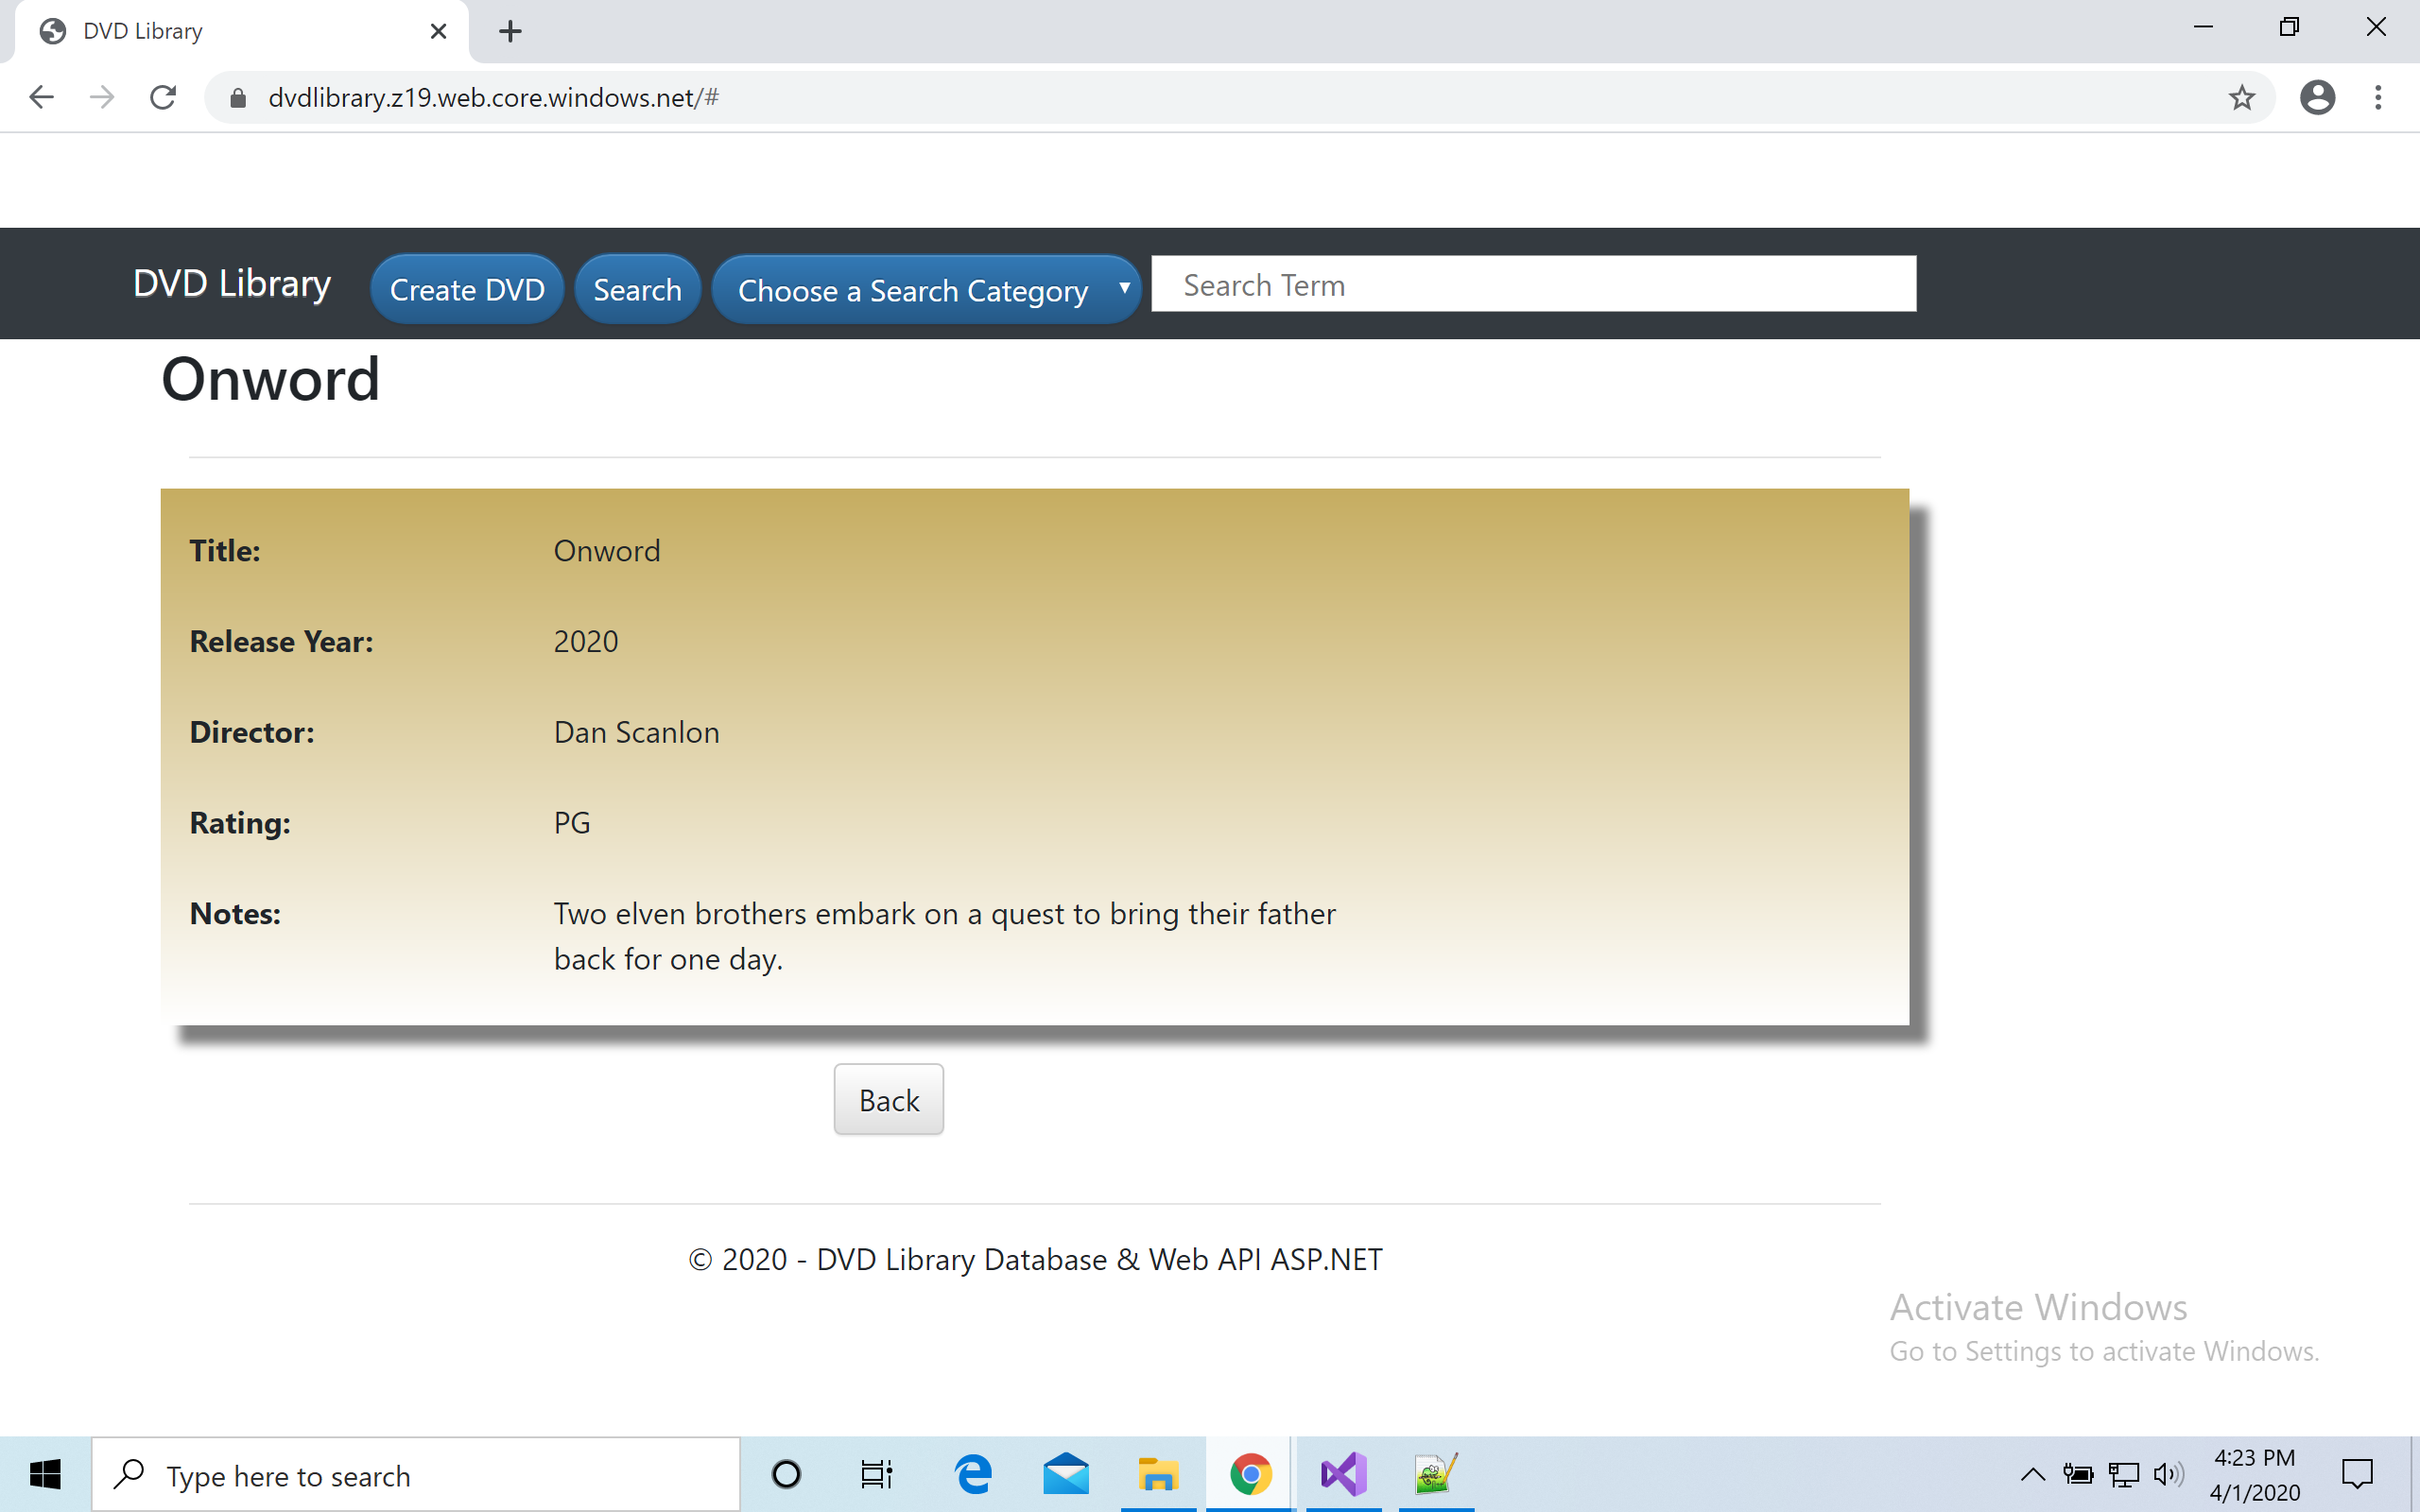 DVD Library
dvdlibrary.z19.web.core.windows.net/#
DVD Library Create DVD Search Choose a Search Category Search Term
Onword
Title: Onword
Release Year: 2020
Director: Dan Scanlon
Rating: PG
Notes: Two elven brothers embark on a quest to bring their father
back for one day.
Back
© 2020 - DVD Library Database & Web API ASP.NET
Activate Windows
Go to Settings to activate Windows.
Type here to search
4:23 PM
4/1/2020